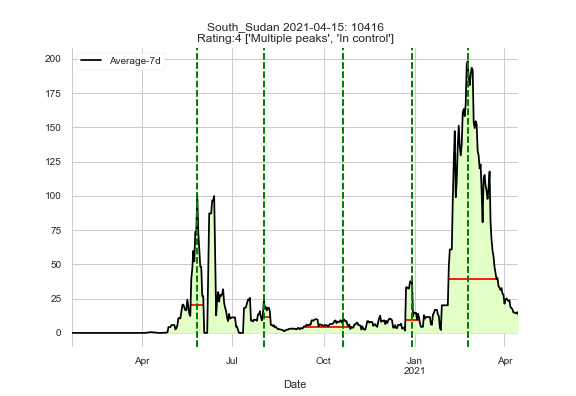 South_Sudan 2021-04-15: 10416
Rating:4 ['Multiple peaks', 'In control']
Average-7d
200
175
150
125
100
75
50
25
0
Apr
Jul
Oct
Jan
2021
Apr
Date